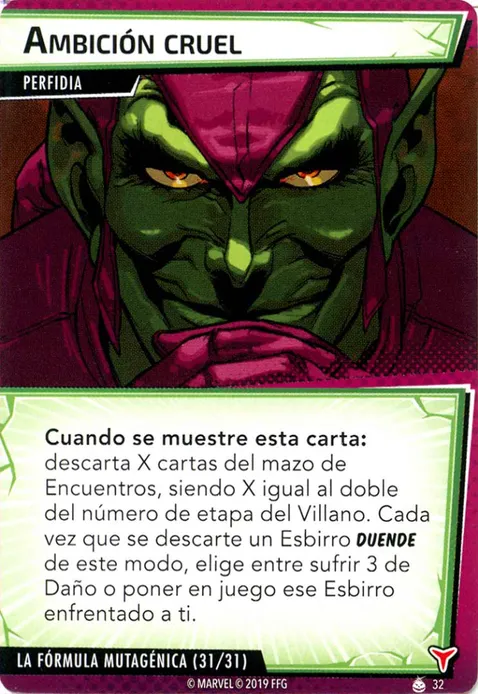 AMBICIÓN CRUEL
PERFIDIA
Cuando se muestre esta carta:
descarta X cartas del mazo de
Encuentros, siendo X igual al doble
del número de etapa del Villano. Cada
vez que se descarte un Esbirro DUENDE
de este modo, elige entre sufrir 3 de
Daño o poner en juego ese Esbirro
enfrentado a ti.
LA FÓRMULA MUTAGÉNICA (31/31)
© MARVEL © 2019 FFG
32